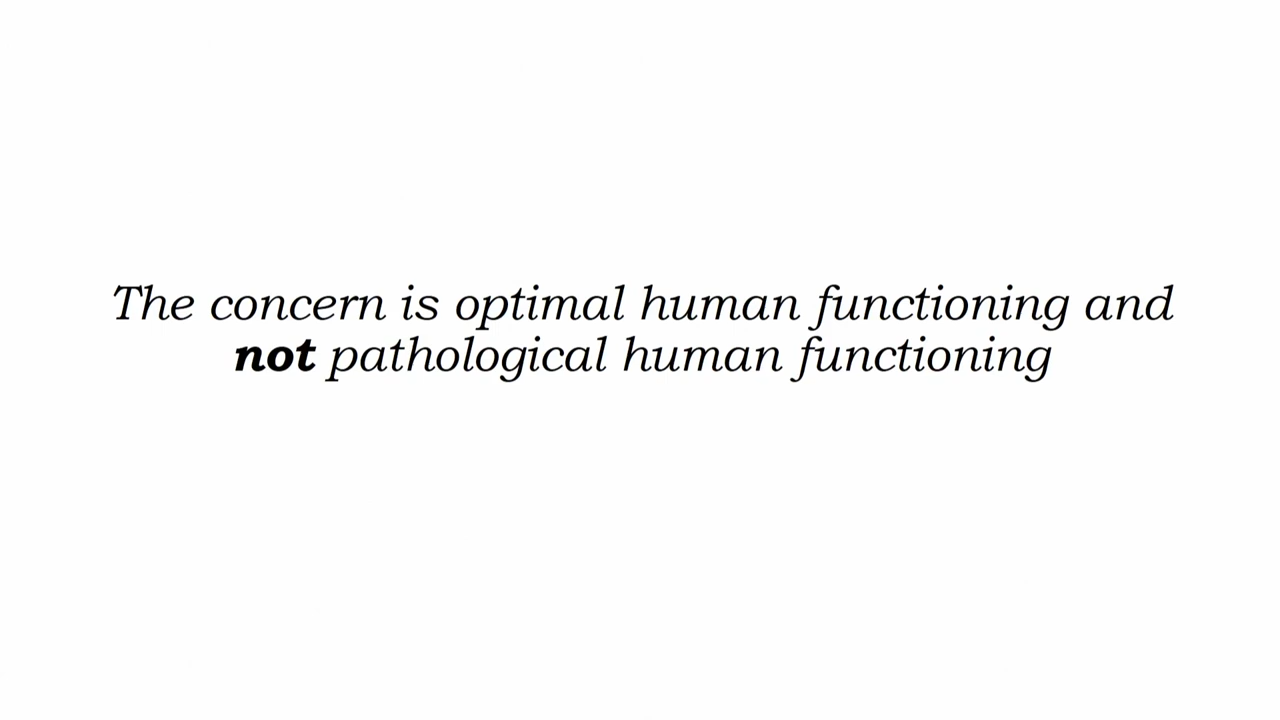 The concern is optimal human functioning and
not pathological human functioning